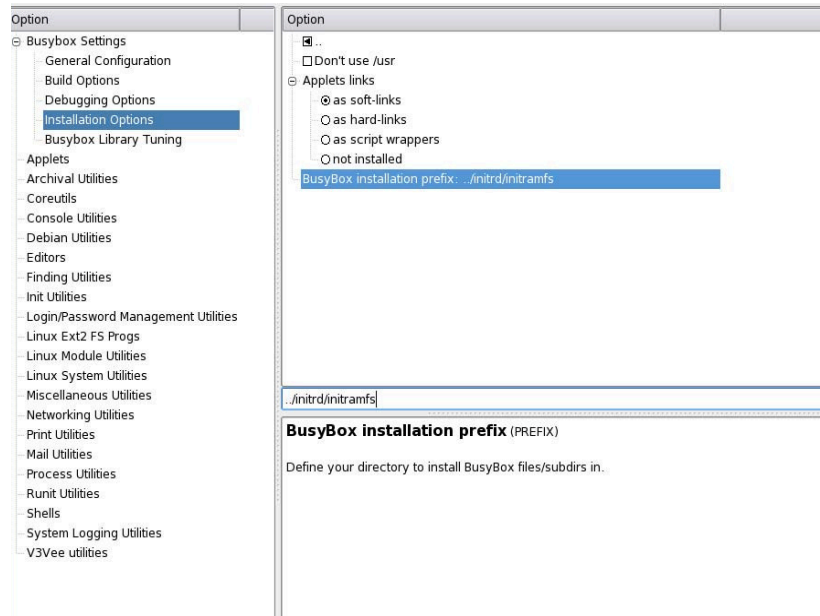 Option
Busybox Settings
General Configuration
Build Options
Debugging Options
Installation Options
Busybox Library Tuning
Applets
Archival Utilities
Coreutils
Console Utilities
Debian Utilities
Editors
Finding Utilities
Init Utilities
Login/Password Management Utilities
Linux Ext2 FS Progs
Linux Module Utilities
Linux System Utilities
Miscellaneous Utilities
Networking Utilities
Print Utilities
Mail Utilities
Process Utilities
Runit Utilities
Shells
System Logging Utilities
V3Vee utilities
Option
..
Don't use /usr
Applets links
as soft-links
as hard-links
as script wrappers
not installed
BusyBox installation prefix: ../initrd/initramfs
../initrd/initramfs
BusyBox installation prefix (PREFIX)
Define your directory to install BusyBox files/subdirs in.